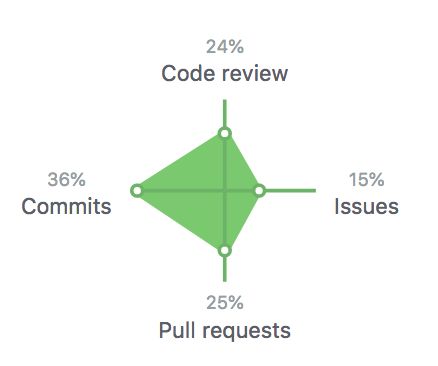 24%
Code review
36%
Commits
15%
Issues
25%
Pull requests